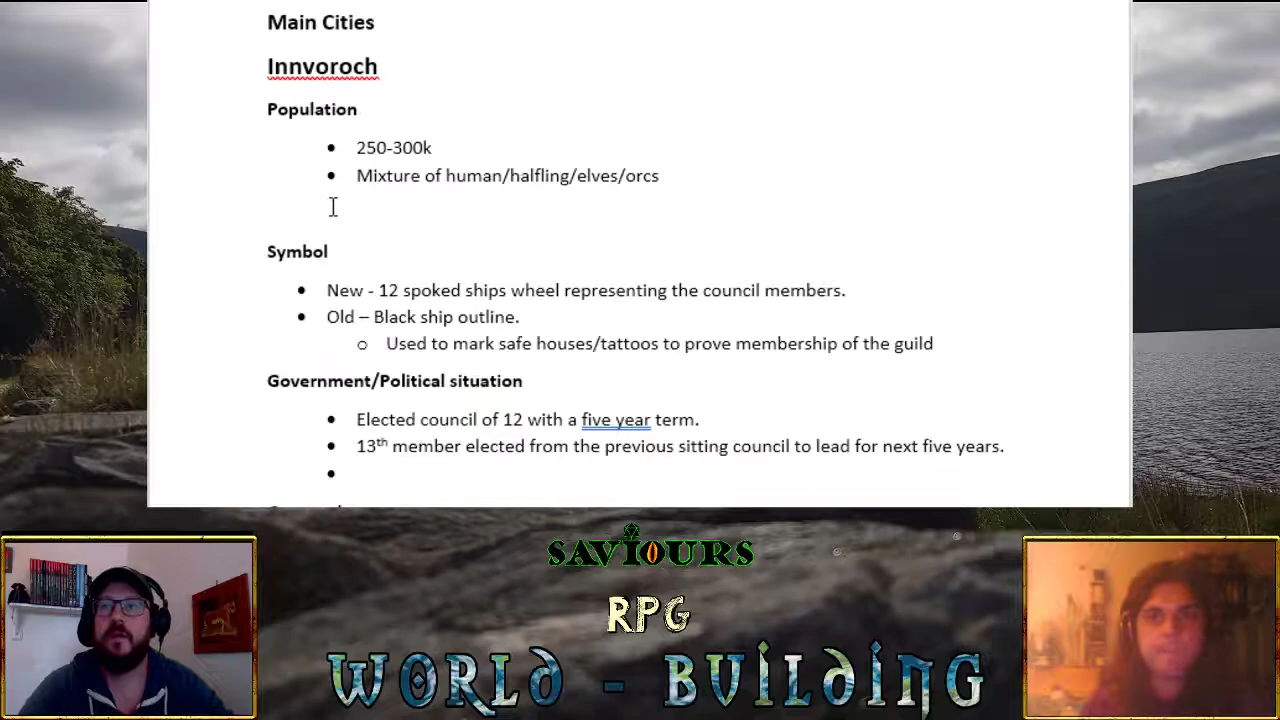 Main Cities
Innvoroch
Population
• 250-300k
• Mixture of human/halfling/elves/orcs
Symbol
• New - 12 spoked ships wheel representing the council members.
• Old – Black ship outline.
o Used to mark safe houses/tattoos to prove membership of the guild
Government/Political situation
• Elected council of 12 with a five year term.
• 13th member elected from the previous sitting council to lead for next five years.
•
SAVIOURS
RPG
WORLD - BUILDING